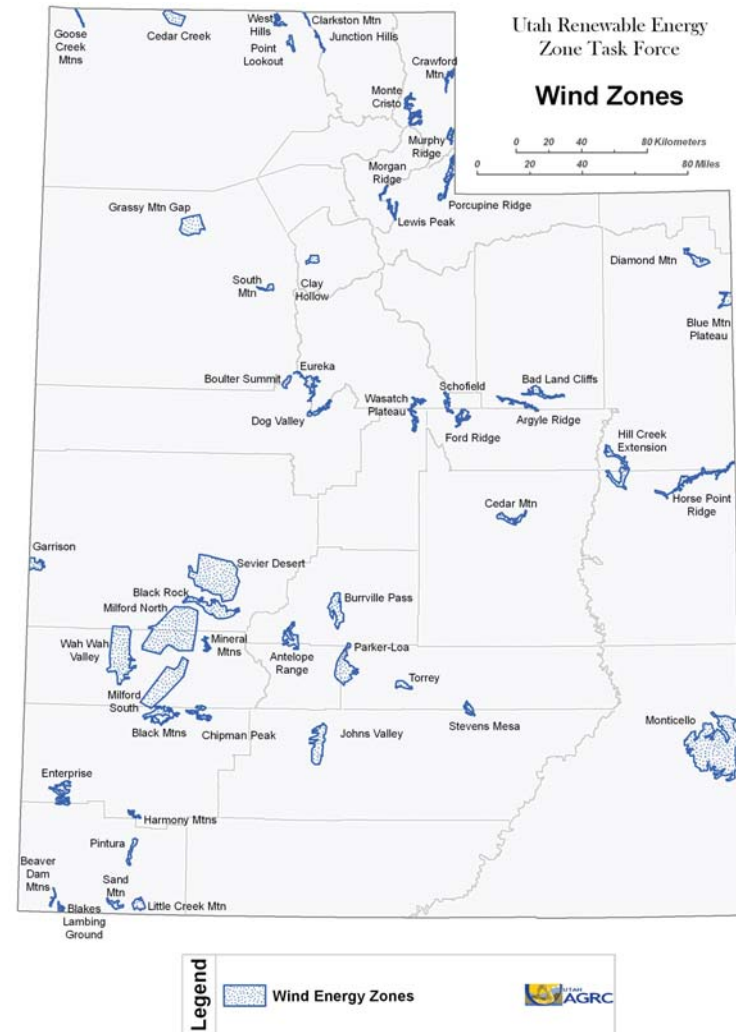 Utah Renewable Energy
Zone Task Force
Wind Zones
0 20 40 80 Kilometers
0 20 40 80 Miles
Goose
Creek
Mtns
Cedar Creek
West
Hills
Point
Lookout
Clarkston Mtn
Junction Hills
Crawford
Mtn
Monte
Cristo
Murphy
Ridge
Morgan
Ridge
Porcupine Ridge
Lewis Peak
Grassy Mtn Gap
South
Mtn
Clay
Hollow
Diamond Mtn
Blue Mtn
Plateau
Boulter Summit
Eureka
Dog Valley
Wasatch
Plateau
Schofield
Ford Ridge
Bad Land Cliffs
Argyle Ridge
Hill Creek
Extension
Horse Point
Ridge
Cedar Mtn
Garrison
Sevier Desert
Black Rock
Milford North
Wah Wah
Valley
Mineral
Mtns
Milford
South
Black Mtns
Chipman Peak
Burrville Pass
Antelope
Range
Parker-Loa
Torrey
Johns Valley
Stevens Mesa
Monticello
Enterprise
Harmony Mtns
Pintura
Beaver
Dam
Mtns
Sand
Mtn
Little Creek Mtn
Blakes
Lambing
Ground
Legend
Wind Energy Zones
UTAH
AGRC